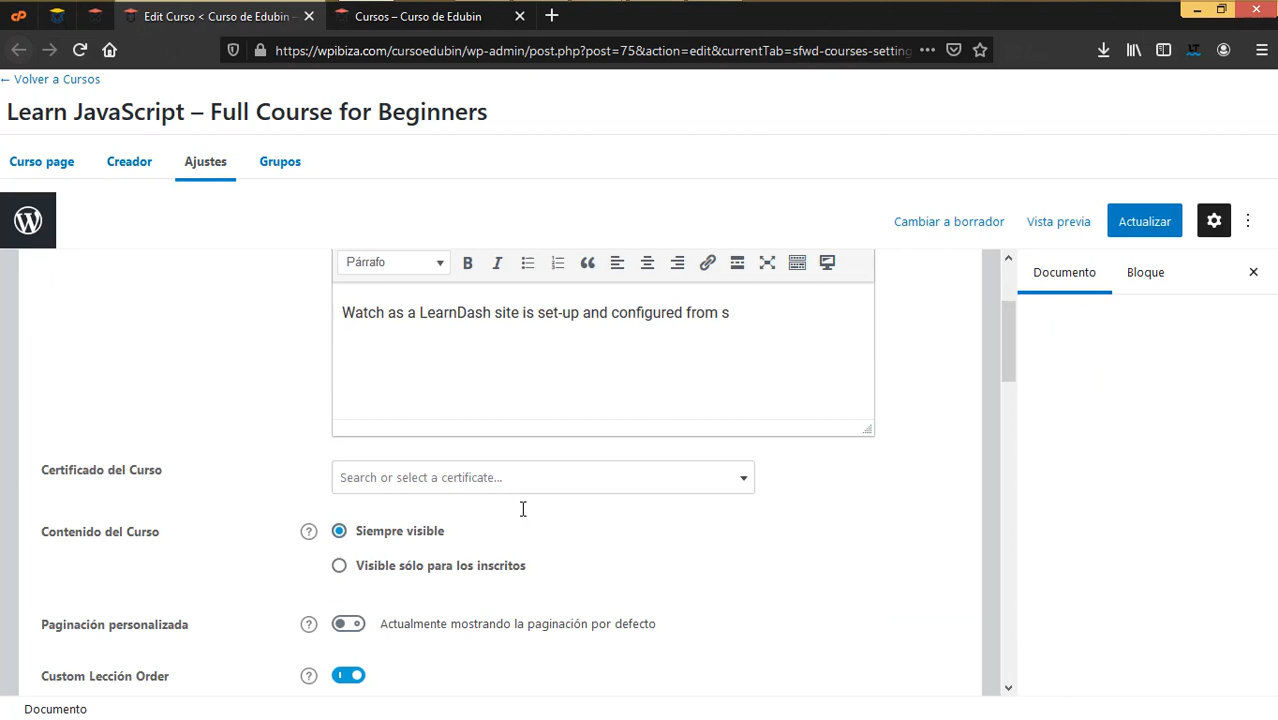 Edit Curso < Curso de Edubin –
Cursos – Curso de Edubin
https://wpibiza.com/cursoedubin/wp-admin/post.php?post=75&action=edit&currentTab=sfwd-courses-setting
← Volver a Cursos
Learn JavaScript – Full Course for Beginners
Curso page
Creador
Ajustes
Grupos
Cambiar a borrador
Vista previa
Actualizar
Párrafo
Documento
Bloque
Watch as a LearnDash site is set-up and configured from s
Certificado del Curso
Search or select a certificate...
Contenido del Curso
Siempre visible
Visible sólo para los inscritos
Paginación personalizada
Actualmente mostrando la paginación por defecto
Custom Lección Order
Documento